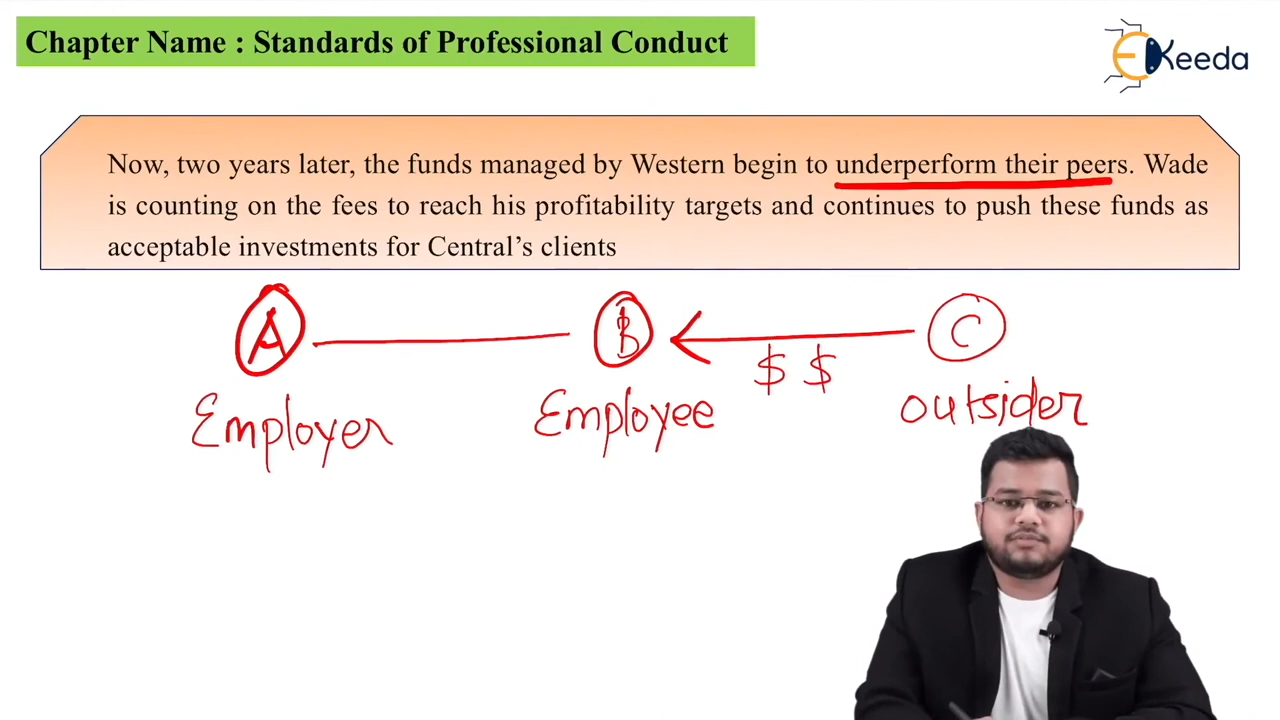 Chapter Name : Standards of Professional Conduct
EKeeda
Now, two years later, the funds managed by Western begin to underperform their peers. Wade
is counting on the fees to reach his profitability targets and continues to push these funds as
acceptable investments for Central's clients
A B C
$ $
Employer Employee outsider